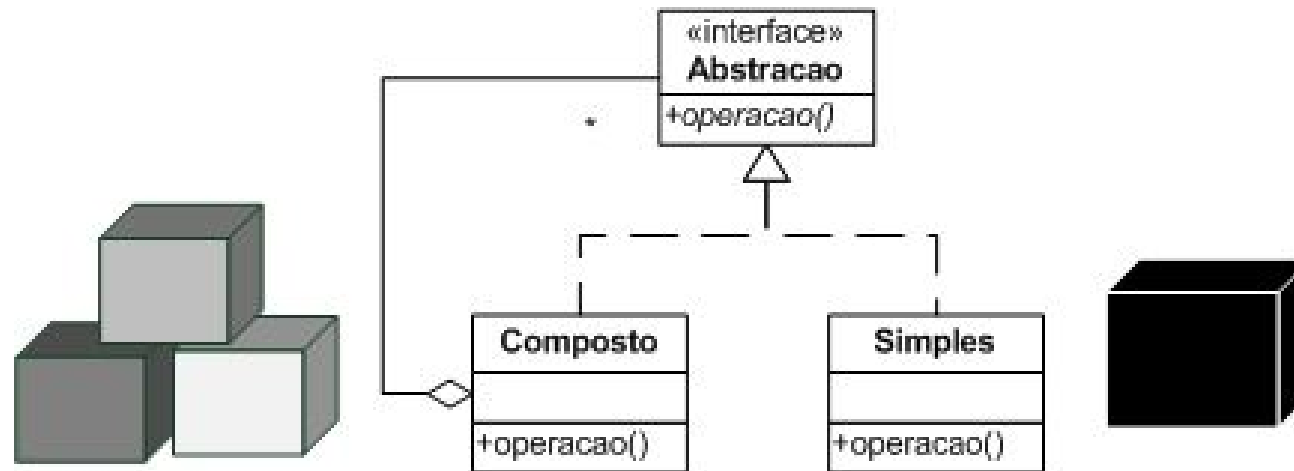 «interface»
Abstracao
+operacao()
*
Composto
+operacao()
Simples
+operacao()